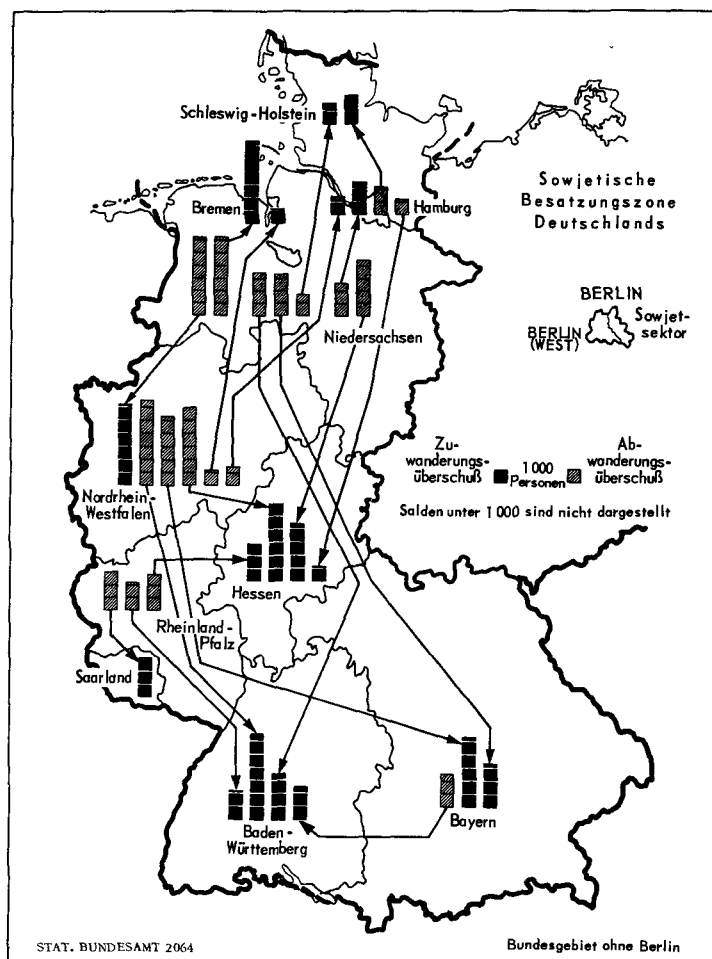 Schleswig-Holstein
Bremen
Hamburg
Sowjetische
Besatzungszone
Deutschlands
Niedersachsen
BERLIN
BERLIN
(WEST)
Sowjet-
sektor
Zu-
wanderungs-
überschuß
1 000
Personen
Ab-
wanderungs-
überschuß
Salden unter 1 000 sind nicht dargestellt
Nordrhein-
Westfalen
Hessen
Rheinland-
Pfalz
Saarland
Baden-
Württemberg
Bayern
STAT. BUNDESAMT 2064
Bundesgebiet ohne Berlin